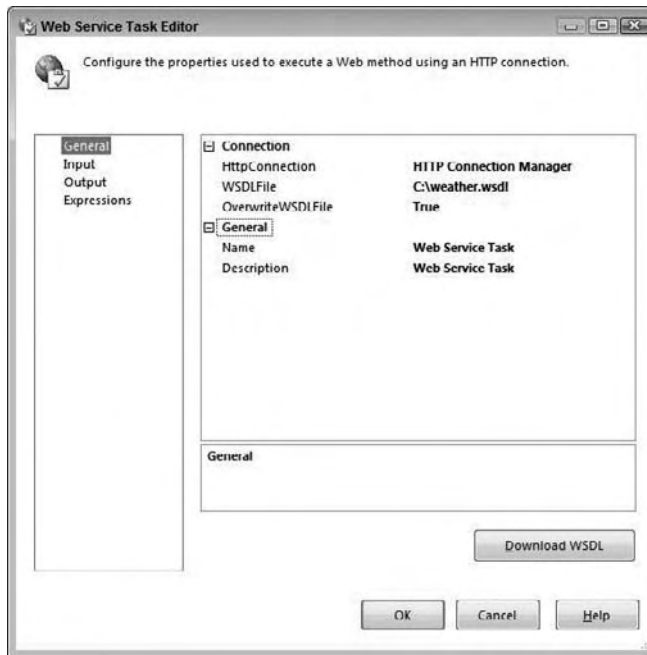 Web Service Task Editor
Configure the properties used to execute a Web method using an HTTP connection.
General
Input
Output
Expressions
Connection
HttpConnection HTTP Connection Manager
WSDLFile C:\weather.wsdl
OverwriteWSDLFile True
General
Name Web Service Task
Description Web Service Task
General
Download WSDL
OK Cancel Help